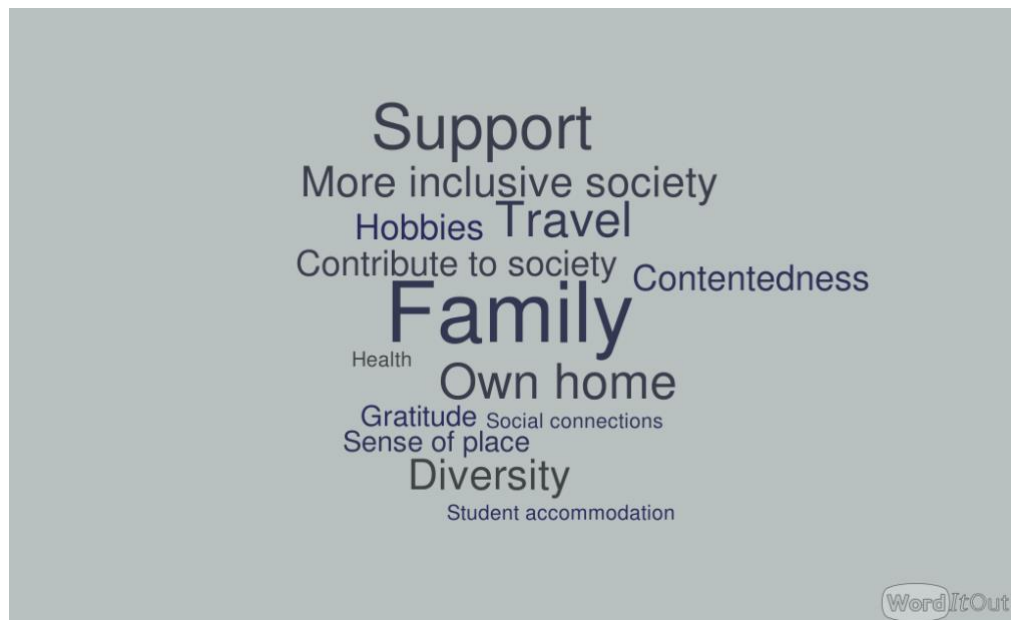 Support
More inclusive society
Hobbies Travel
Contribute to society
Contentedness
Family
Health
Own home
Gratitude Social connections
Sense of place
Diversity
Student accommodation
WordItOut